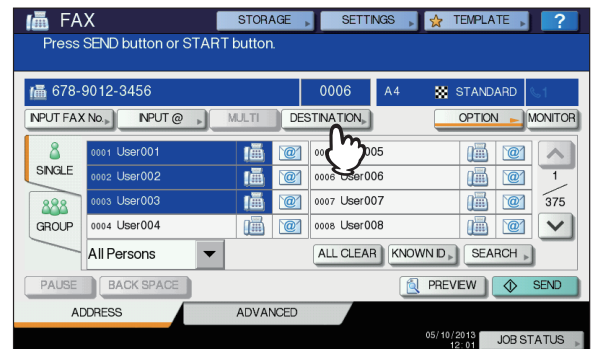 FAX STORAGE SETTINGS TEMPLATE ?
Press SEND button or START button.
678-9012-3456 0006 A4 STANDARD 1
INPUT FAX No. INPUT @ MULTI DESTINATION OPTION MONITOR
SINGLE
GROUP
0001 User001
0002 User002
0003 User003
0004 User004
0006 User006
0007 User007
0008 User008
1
375
All Persons ALL CLEAR KNOWN ID SEARCH
PAUSE BACK SPACE PREVIEW SEND
ADDRESS ADVANCED
05/10/2013
12:01
JOB STATUS